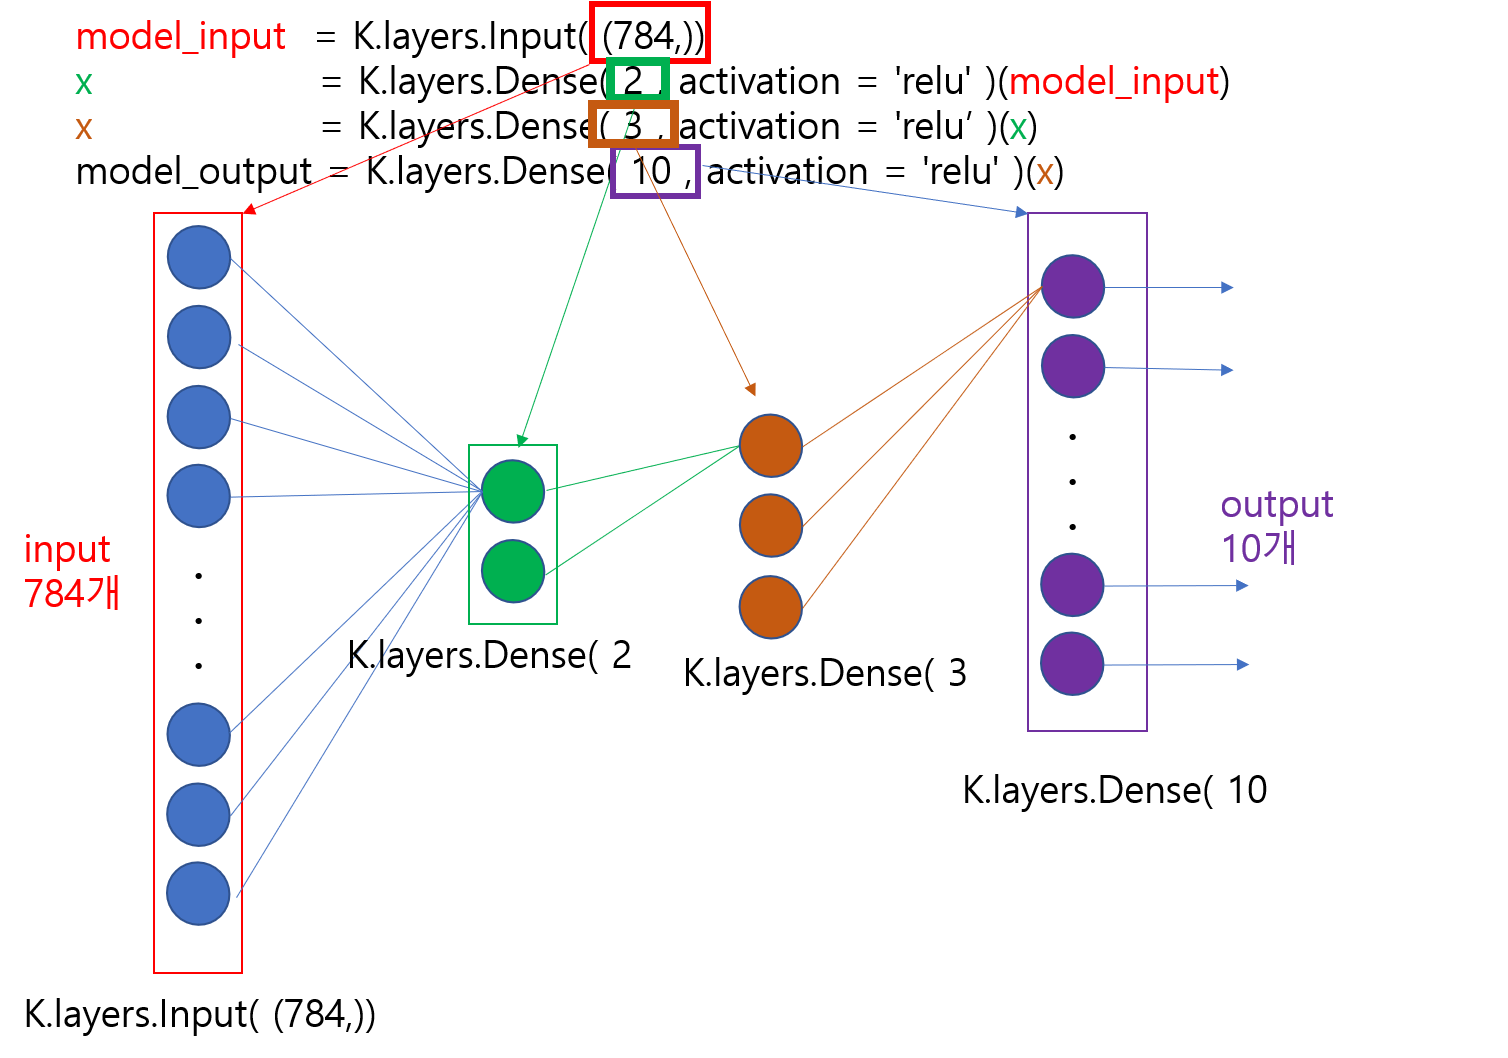 model_input = K.layers.Input( (784,))
x = K.layers.Dense( 2 , activation = 'relu' )(model_input)
x = K.layers.Dense( 3 , activation = 'relu’ )(x)
model_output = K.layers.Dense( 10 , activation = 'relu' )(x)
input
784개
output
10개
K.layers.Dense( 2
K.layers.Dense( 3
K.layers.Dense( 10
K.layers.Input( (784,))